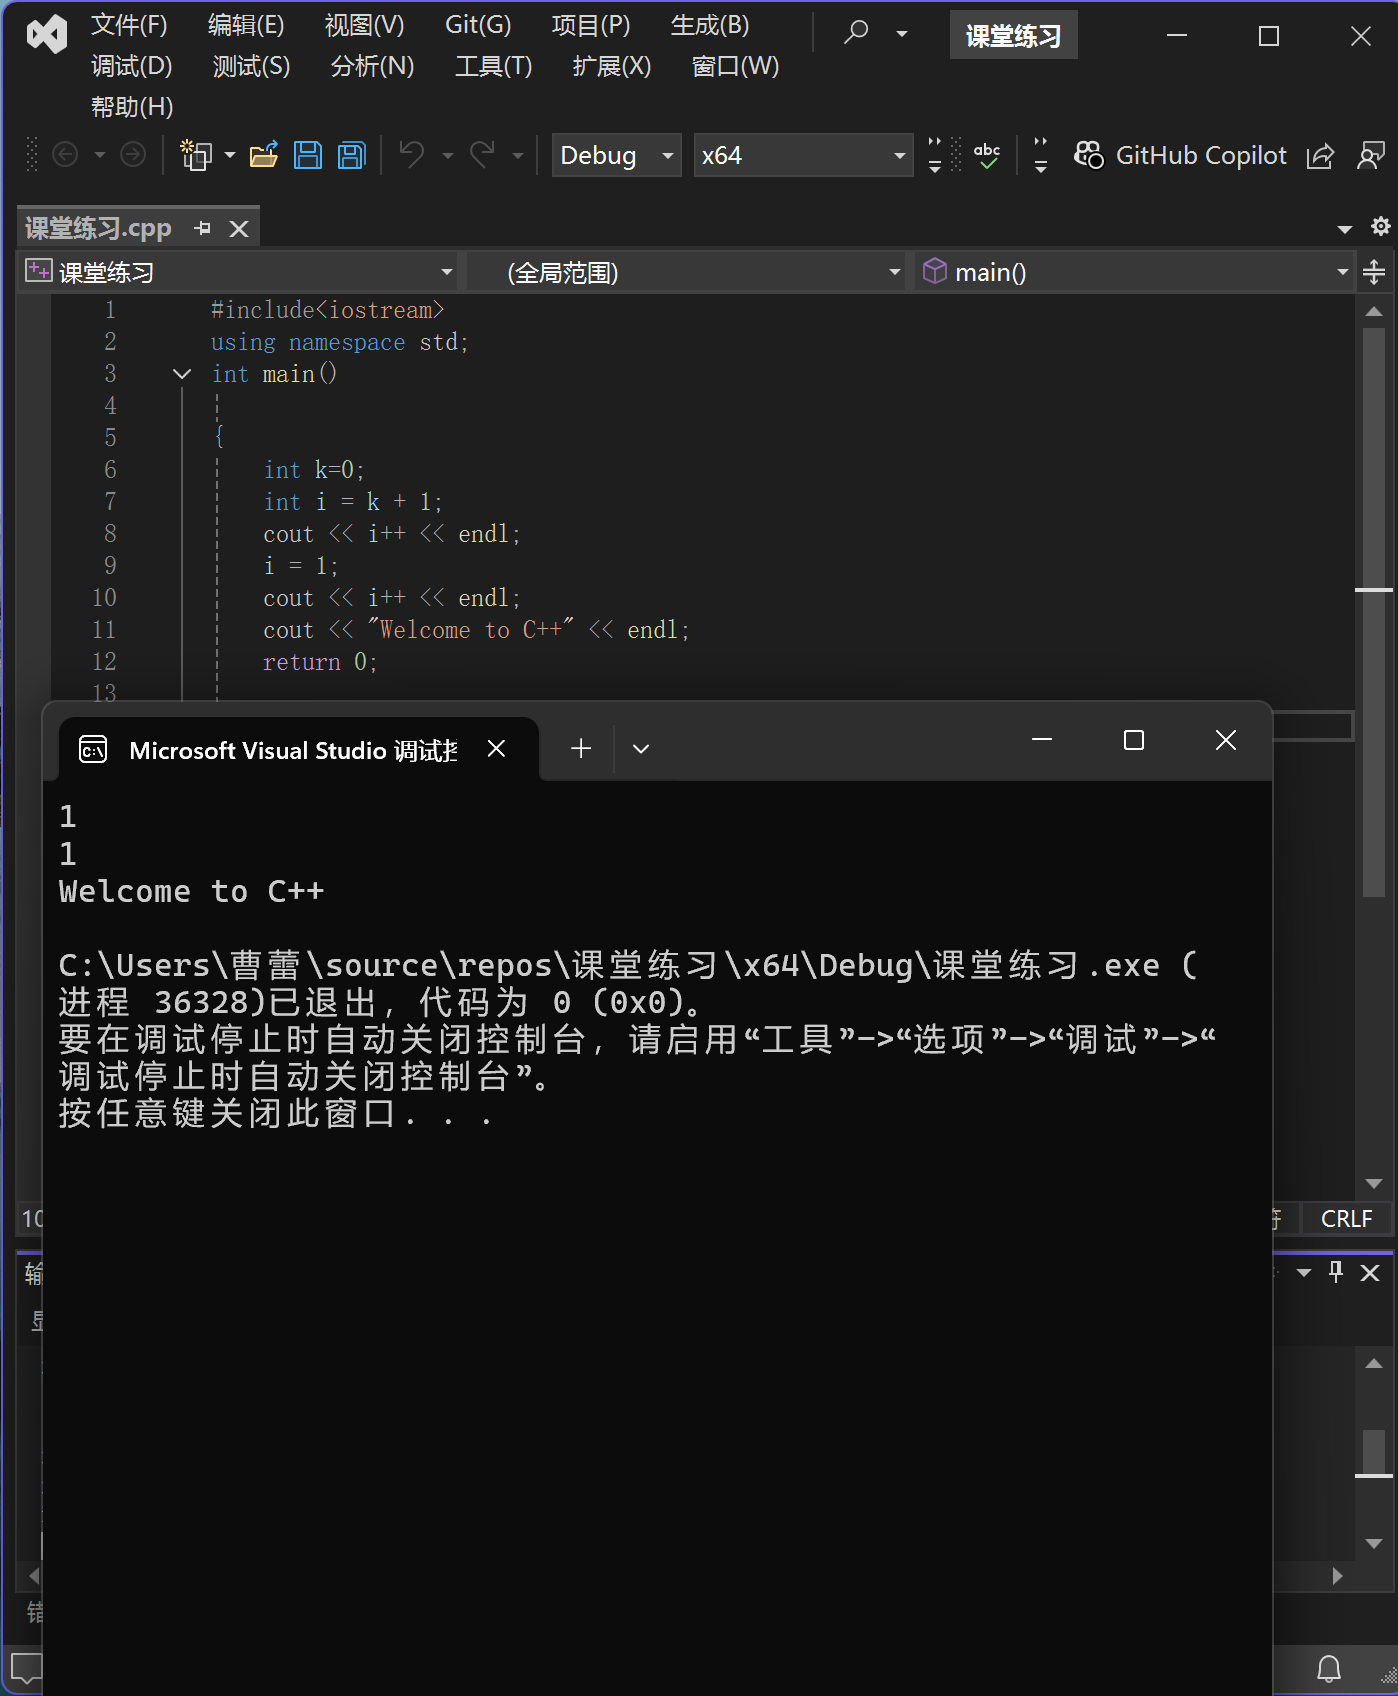 文件(F) 编辑(E) 视图(V) Git(G) 项目(P) 生成(B)
调试(D) 测试(S) 分析(N) 工具(T) 扩展(X) 窗口(W)
帮助(H)
课堂练习
Debug x64 abc GitHub Copilot
课堂练习.cpp
课堂练习 (全局范围) main()
1 #include<iostream>
2 using namespace std;
3 int main()
4
5 {
6 int k=0;
7 int i = k + 1;
8 cout << i++ << endl;
9 i = 1;
10 cout << i++ << endl;
11 cout << "Welcome to C++" << endl;
12 return 0;
13
Microsoft Visual Studio 调试控
1
1
Welcome to C++
C:\Users\曹蕾\source\repos\课堂练习\x64\Debug\课堂练习.exe (
进程 36328)已退出，代码为 0 (0x0)。
要在调试停止时自动关闭控制台，请启用“工具”->“选项”->“调试”->“
调试停止时自动关闭控制台”。
按任意键关闭此窗口. . .
10
符 CRLF
输
显
错